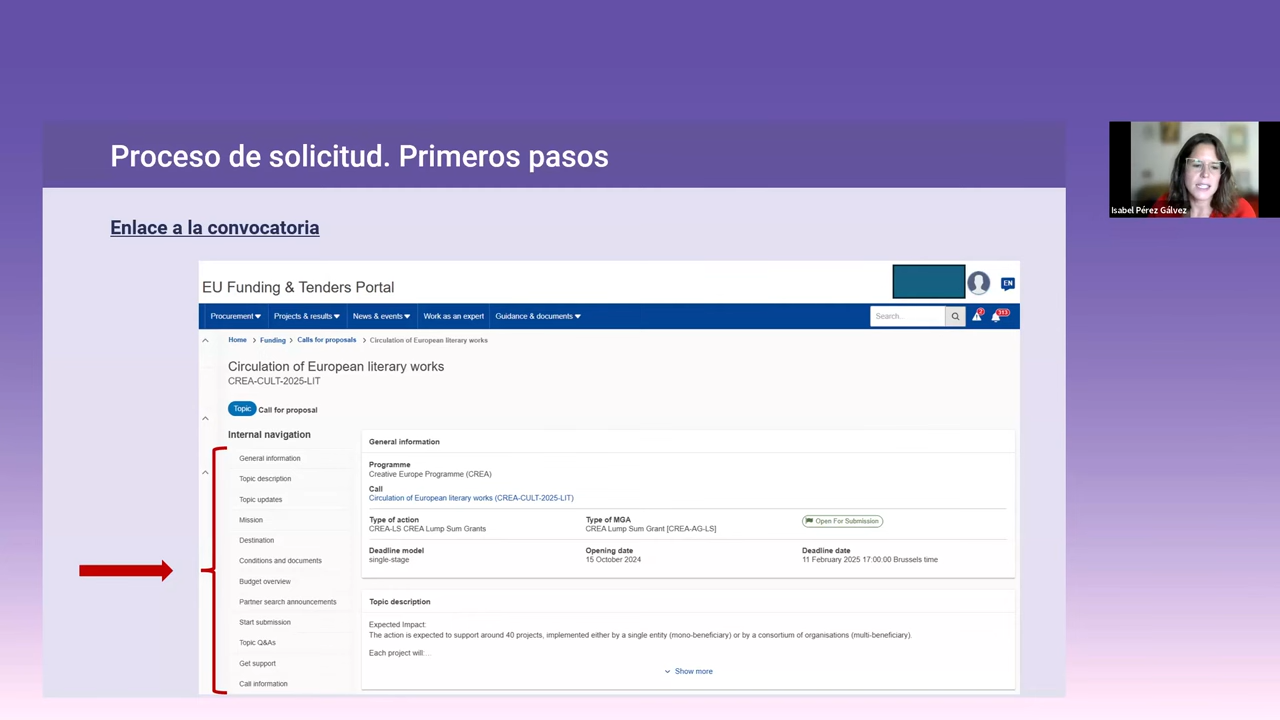 Proceso de solicitud. Primeros pasos
Isabel Pérez Gálvez
Enlace a la convocatoria
EU Funding & Tenders Portal
EN
Procurement Projects & results News & events Work as an expert Guidance & documents Search...
Home > Funding > Calls for proposals > Circulation of European literary works
Circulation of European literary works
CREA-CULT-2025-LIT
Topic Call for proposal
Internal navigation
General information
Topic description
Topic updates
Mission
Destination
Conditions and documents
Budget overview
Partner search announcements
Start submission
Topic Q&As
Get support
Call information
General information
Programme
Creative Europe Programme (CREA)
Call
Circulation of European literary works (CREA-CULT-2025-LIT)
Type of action
CREA-LS CREA Lump Sum Grants
Type of MGA
CREA Lump Sum Grant [CREA-AG-LS]
Open For Submission
Deadline model
single-stage
Opening date
15 October 2024
Deadline date
11 February 2025 17:00:00 Brussels time
Topic description
Expected Impact:
The action is expected to support around 40 projects, implemented either by a single entity (mono-beneficiary) or by a consortium of organisations (multi-beneficiary).
Each project will:...
Show more